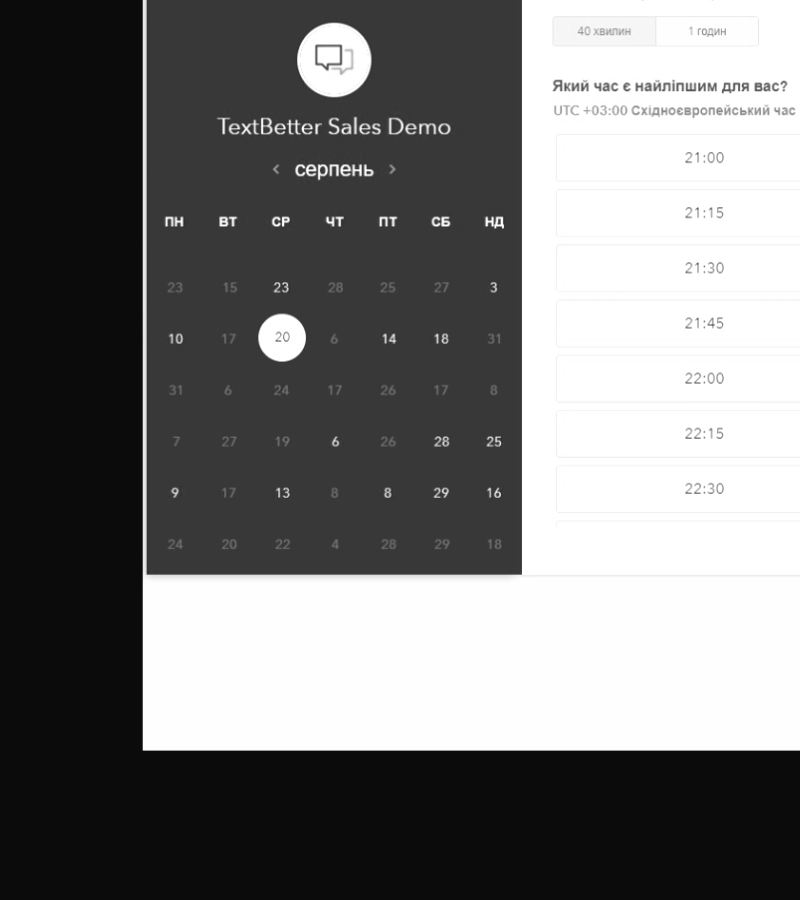 TextBetter Sales Demo
серпень
ПН ВТ СР ЧТ ПТ СБ НД
23 15 23 28 25 27 3
10 17 20 6 14 18 31
31 6 24 17 26 17 8
7 27 19 6 26 28 25
9 17 13 8 8 29 16
24 20 22 4 28 29 18
40 хвилин 1 годин
Який час є найліпшим для вас?
UTC +03:00 Східноєвропейський час
21:00
21:15
21:30
21:45
22:00
22:15
22:30